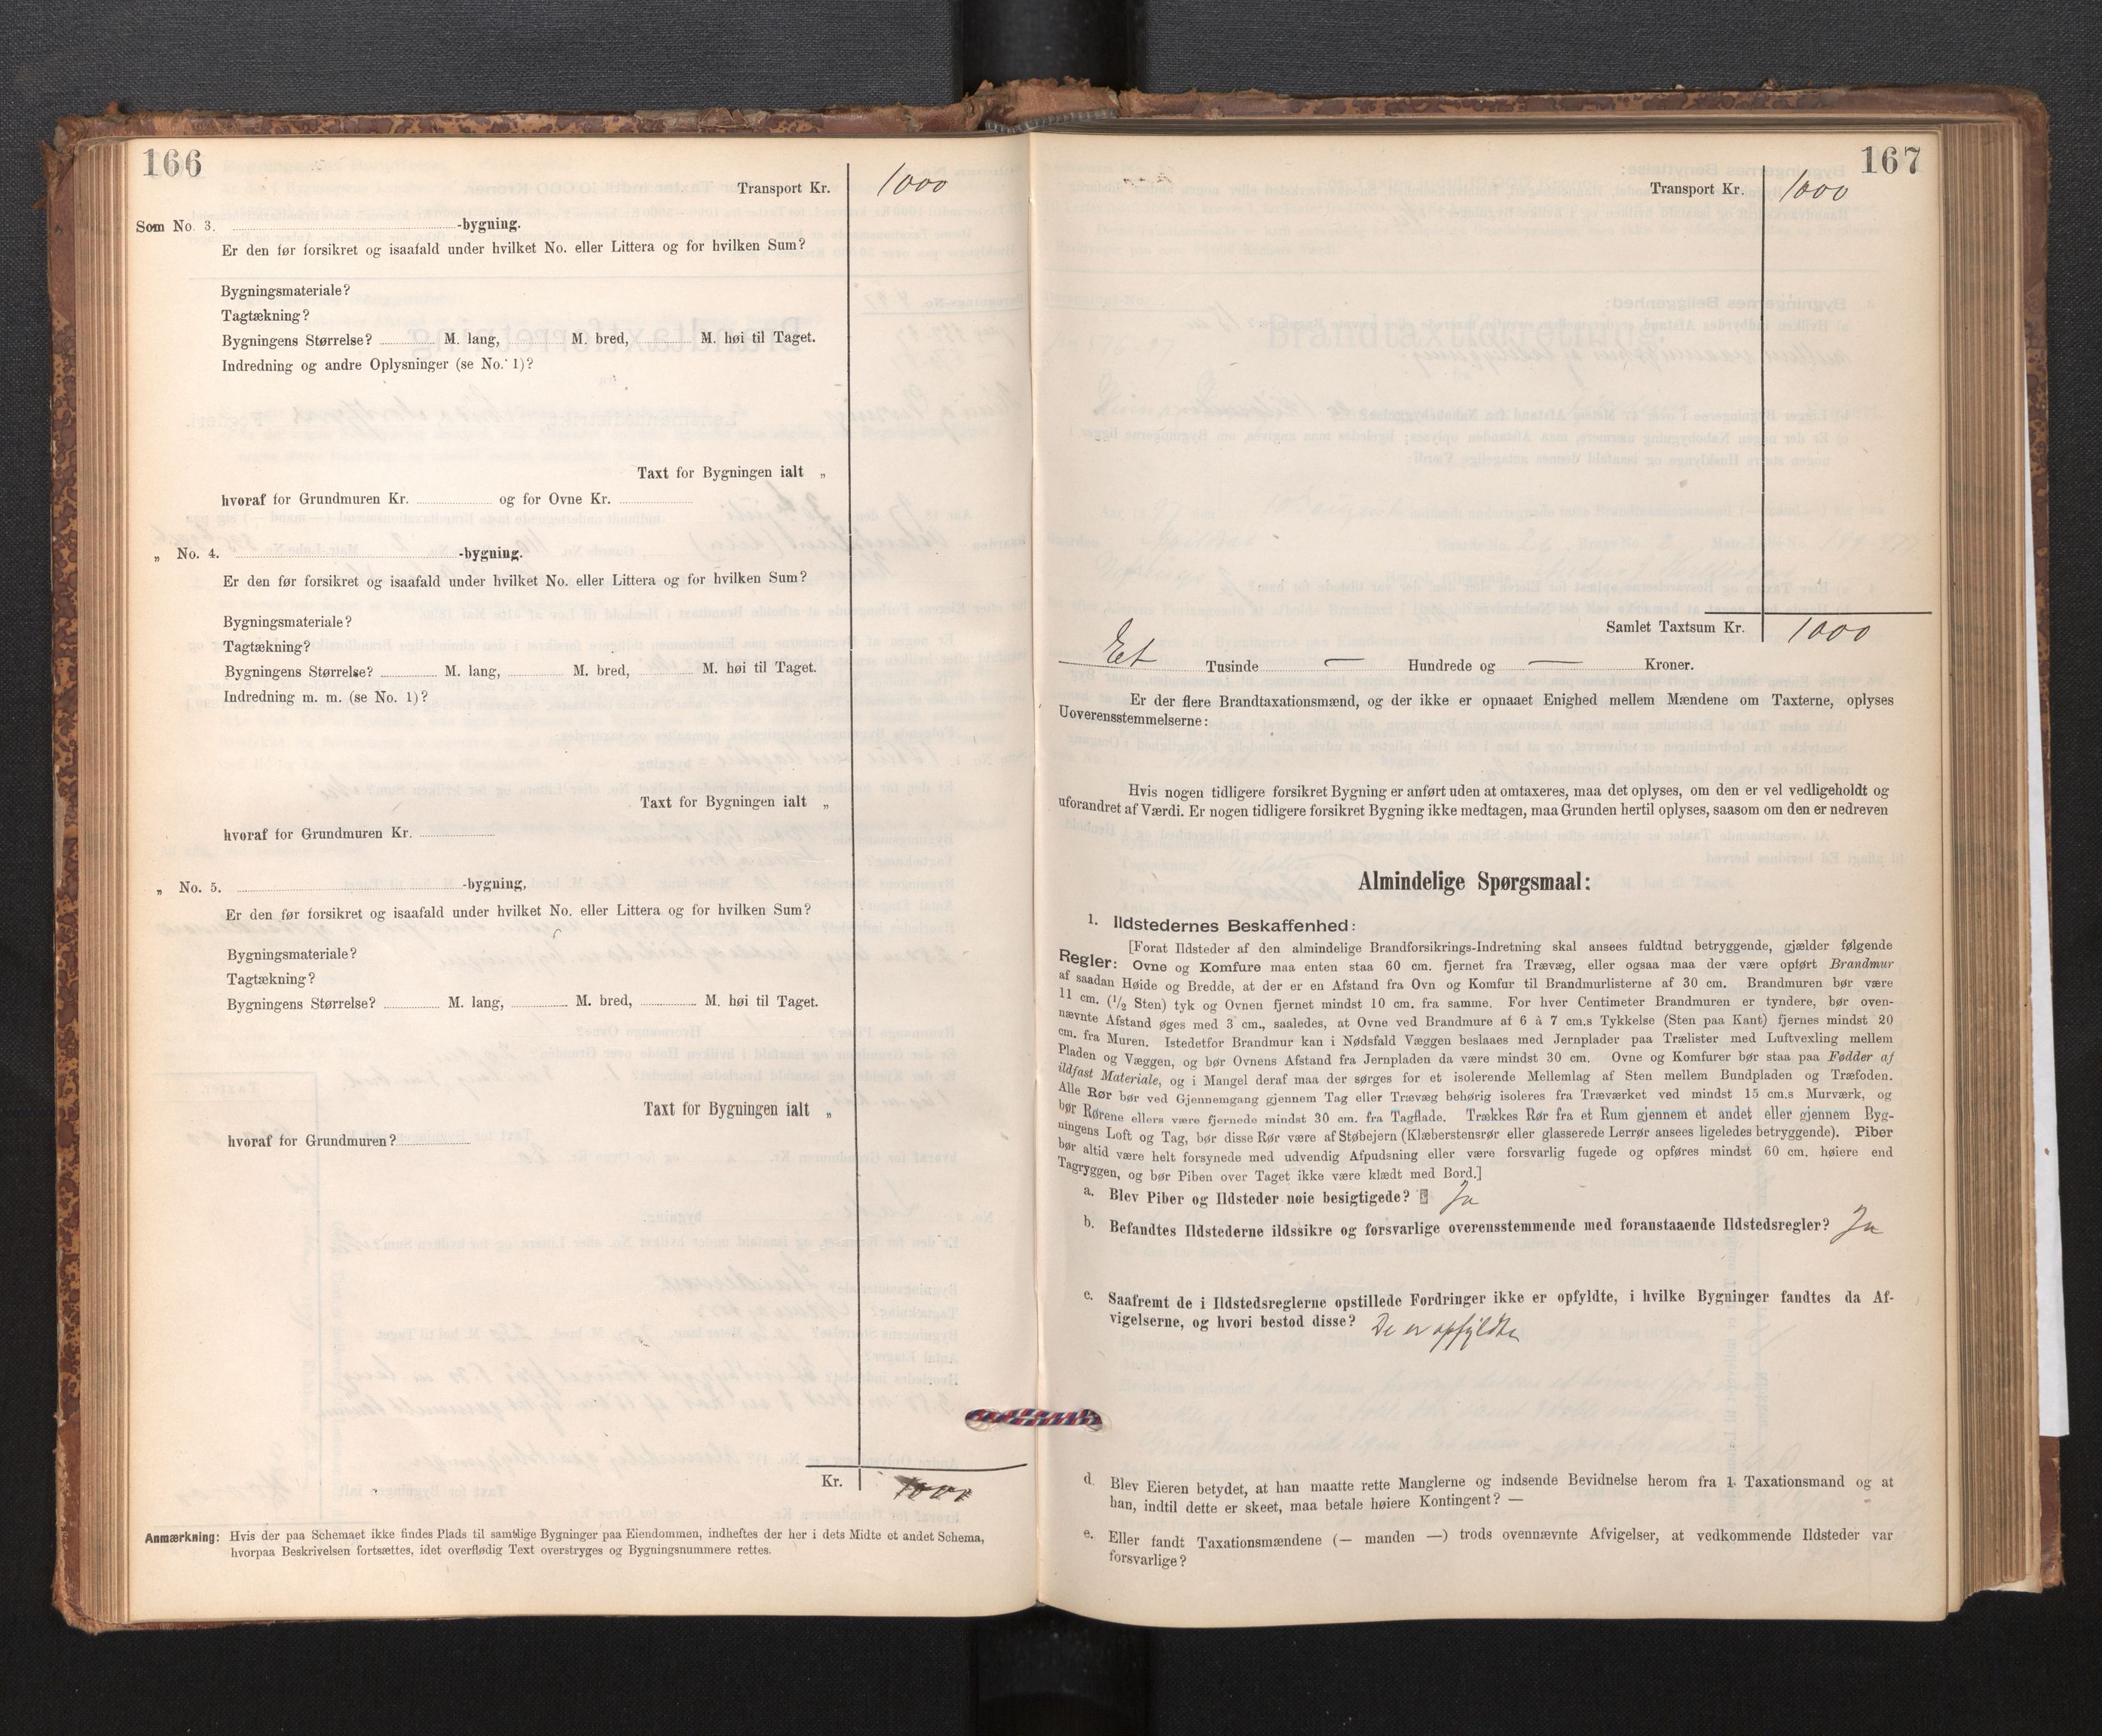 166
Transport Kr. 1000
Som No. 3. -bygning.
Er den før forsikret og isaafald under hvilket No. eller Littera og for hvilken Sum?
Bygningsmateriale?
Tagtækning?
Bygningens Størrelse? M. lang, M. bred, M. høi til Taget.
Indredning og andre Oplysninger (se No. 1)?
Taxt for Bygningen ialt „
hvoraf for Grundmuren Kr. og for Ovne Kr.
„ No. 4. -bygning.
Er den før forsikret og isaafald under hvilket No. eller Littera og for hvilken Sum?
Bygningsmateriale?
Tagtækning?
Bygningens Størrelse? M. lang, M. bred, M. høi til Taget.
Indredning m. m. (se No. 1)?
Taxt for Bygningen ialt „
hvoraf for Grundmuren Kr.
„ No. 5. -bygning,
Er den før forsikret og isaafald under hvilket No. eller Littera og for hvilken Sum?
Bygningsmateriale?
Tagtækning?
Bygningens Størrelse? M. lang, M. bred, M. høi til Taget.
Taxt for Bygningen ialt „
hvoraf for Grundmuren?
Kr. 1000
Anmærkning: Hvis der paa Schemaet ikke findes Plads til samtlige Bygninger paa Eiendommen, indheftes der her i dets Midte et andet Schema,
hvorpaa Beskrivelsen fortsættes, idet overflødig Text overstryges og Bygningsnummere rettes.
167
Transport Kr. 1000
Samlet Taxtsum Kr. 1000
Et Tusinde — Hundrede og — Kroner.
Er der flere Brandtaxationsmænd, og der ikke er opnaaet Enighed mellem Mændene om Taxterne, oplyses
Uoverensstemmelserne:
Hvis nogen tidligere forsikret Bygning er anført uden at omtaxeres, maa det oplyses, om den er vel vedligeholdt og
uforandret af Værdi. Er nogen tidligere forsikret Bygning ikke medtagen, maa Grunden hertil oplyses, saasom om den er nedreven
Almindelige Spørgsmaal:
1. Ildstedernes Beskaffenhed:
[Forat Ildsteder af den almindelige Brandforsikrings-Indretning skal ansees fuldtud betryggende, gjælder følgende
Regler: Ovne og Komfure maa enten staa 60 cm. fjernet fra Trævæg, eller ogsaa maa der være opført Brandmur
af saadan Høide og Bredde, at der er en Afstand fra Ovn og Komfur til Brandmurlisterne af 30 cm. Brandmuren bør være
11 cm. (1/2 Sten) tyk og Ovnen fjernet mindst 10 cm. fra samme. For hver Centimeter Brandmuren er tyndere, bør oven-
nævnte Afstand øges med 3 cm., saaledes, at Ovne ved Brandmure af 6 à 7 cm.s Tykkelse (Sten paa Kant) fjernes mindst 20
cm. fra Muren. Istedetfor Brandmur kan i Nødsfald Væggen beslaaes med Jernplader paa Trælister med Luftvexling mellem
Pladen og Væggen, og bør Ovnens Afstand fra Jernpladen da være mindst 30 cm. Ovne og Komfurer bør staa paa Fødder af
ildfast Materiale, og i Mangel deraf maa der sørges for et isolerende Mellemlag af Sten mellem Bundpladen og Træfoden.
Alle Rør bør ved Gjennemgang gjennem Tag eller Trævæg behørig isoleres fra Træværket ved mindst 15 cm.s Murværk, og
bør Rørene ellers være fjernede mindst 30 cm. fra Tagflade. Trækkes Rør fra et Rum gjennem et andet eller gjennem Byg-
ningens Loft og Tag, bør disse Rør være af Støbejern (Klæberstensrør eller glasserede Lerrør ansees ligeledes betryggende). Piber
bør altid være helt forsynede med udvendig Afpudsning eller være forsvarlig fugede og opføres mindst 60 cm. høiere end
Tagryggen, og bør Piben over Taget ikke være klædt med Bord.]
a. Blev Piber og Ildsteder nøie besigtigede? Ja
b. Befandtes Ildstederne ildssikre og forsvarlige overensstemmende med foranstaaende Ildstedsregler? Ja
c. Saafremt de i Ildstedsreglerne opstillede Fordringer ikke er opfyldte, i hvilke Bygninger fandtes da Af-
vigelserne, og hvori bestod disse? De er opfyldte
d. Blev Eieren betydet, at han maatte rette Manglerne og indsende Bevidnelse herom fra 1. Taxationsmand og at
han, indtil dette er skeet, maa betale høiere Kontingent? —
e. Eller fandt Taxationsmændene (— manden —) trods ovennævnte Afvigelser, at vedkommende Ildsteder var
forsvarlige?